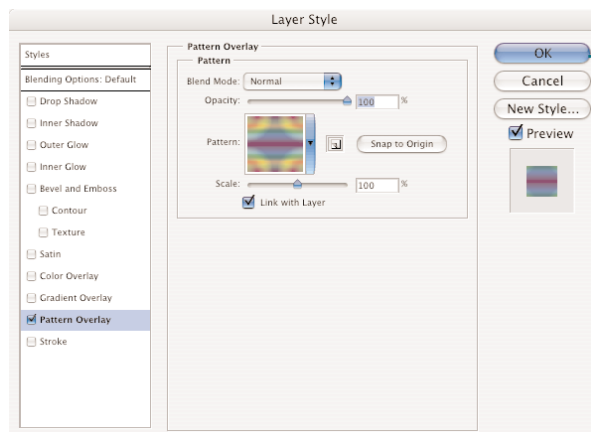 Layer Style
Styles
Blending Options: Default
Drop Shadow
Inner Shadow
Outer Glow
Inner Glow
Bevel and Emboss
Contour
Texture
Satin
Color Overlay
Gradient Overlay
Pattern Overlay
Stroke
Pattern Overlay
Pattern
Blend Mode: Normal
Opacity: 100 %
Pattern: Snap to Origin
Scale: 100 %
Link with Layer
OK
Cancel
New Style...
Preview